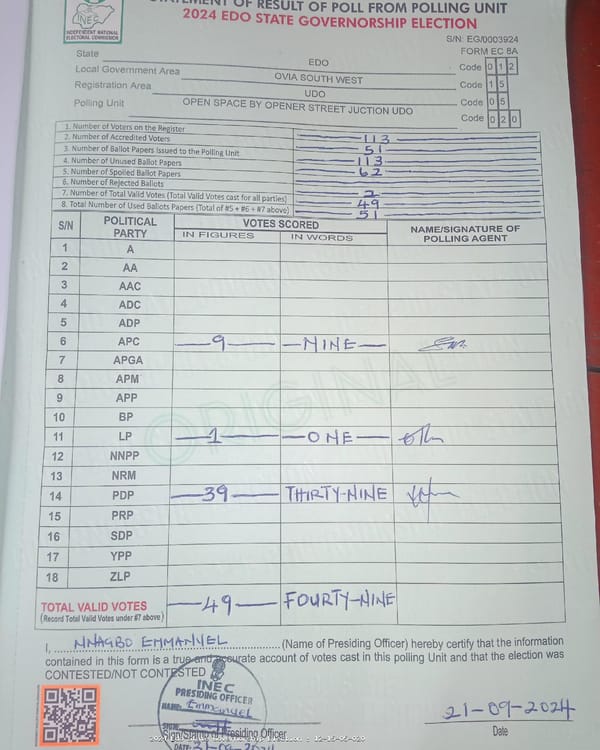 STATEMENT OF RESULT OF POLL FROM POLLING UNIT
2024 EDO STATE GOVERNORSHIP ELECTION
INEC
INDEPENDENT NATIONAL
ELECTORAL COMMISSION
S/N: EG/0003924
FORM EC 8A
State EDO Code 0 1 2
Local Government Area OVIA SOUTH WEST Code 1 5
Registration Area UDO Code 0 5
Polling Unit OPEN SPACE BY OPENER STREET JUCTION UDO Code 0 2 0
1. Number of Voters on the Register 113
2. Number of Accredited Voters 51
3. Number of Ballot Papers Issued to the Polling Unit 113
4. Number of Unused Ballot Papers 62
5. Number of Spoiled Ballot Papers
6. Number of Rejected Ballots 2
7. Number of Total Valid Votes (Total Valid Votes cast for all parties) 49
8. Total Number of Used Ballots Papers (Total of #5 + #6 + #7 above) 51
S/N POLITICAL PARTY VOTES SCORED NAME/SIGNATURE OF POLLING AGENT
IN FIGURES IN WORDS
1 A
2 AA
3 AAC
4 ADC
5 ADP
6 APC 9 NINE
7 APGA
8 APM
9 APP
10 BP
11 LP 1 ONE
12 NNPP
13 NRM
14 PDP 39 THIRTY-NINE
15 PRP
16 SDP
17 YPP
18 ZLP
ORIGINAL
TOTAL VALID VOTES 49 FOURTY-NINE
(Record Total Valid Votes under #7 above)
I, NNAGBO EMMANUEL (Name of Presiding Officer) hereby certify that the information
contained in this form is a true and accurate account of votes cast in this polling Unit and that the election was
CONTESTED/NOT CONTESTED
INEC
PRESIDING OFFICER
NAME: Emmanuel
SIGN:
Sign/Stamp of Presiding Officer
DATE: 21-09-2024
21-09-2024
Date